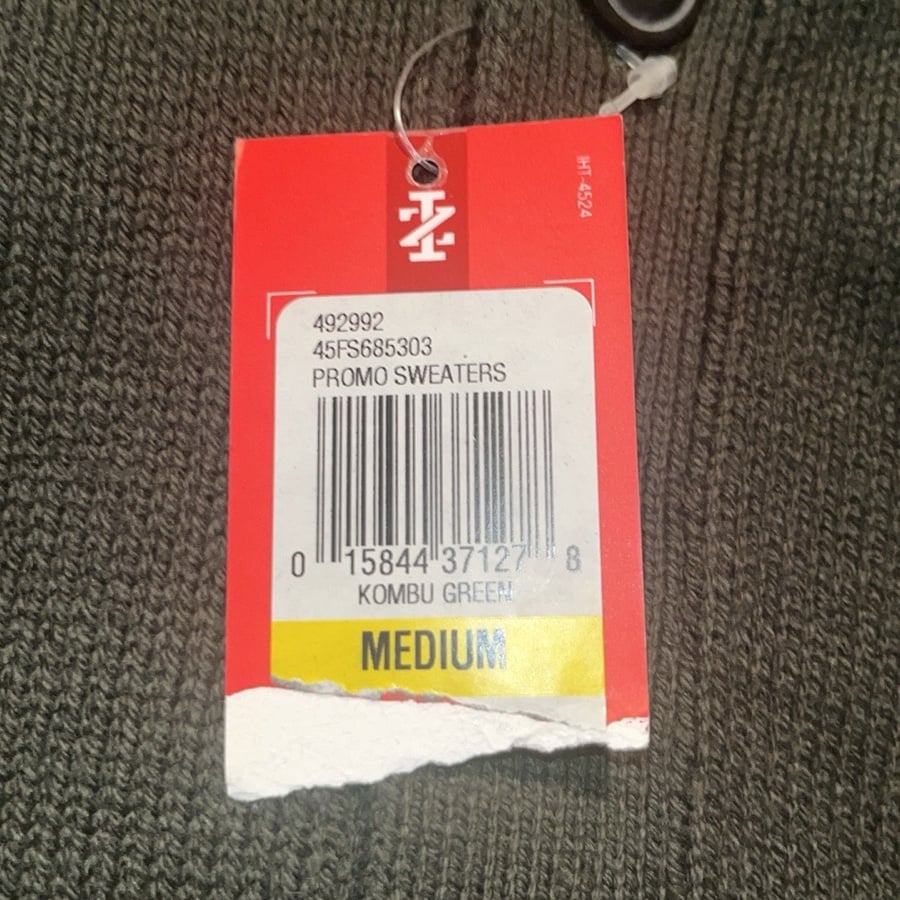 IHT-4524
492992
45FS685303
PROMO SWEATERS
0 15844 37127 8
KOMBU GREEN
MEDIUM